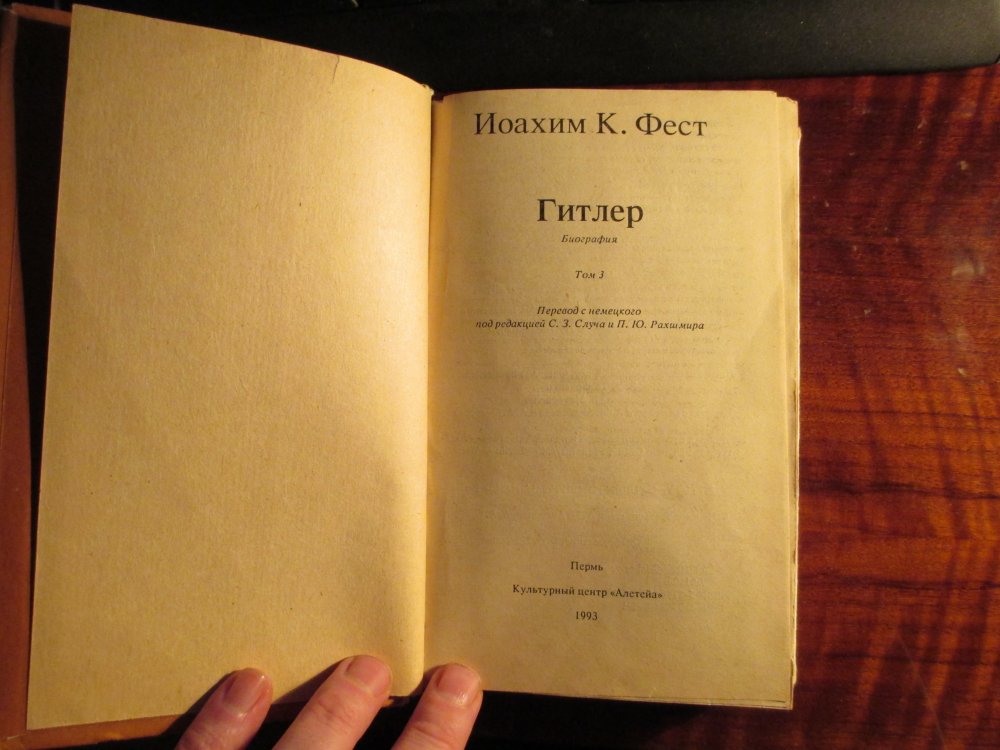 Иоахим К. Фест
Гитлер
Биография
Том 3
Перевод с немецкого
под редакцией С. З. Случа и П. Ю. Рахшмира
Пермь
Культурный центр «Алетейа»
1993